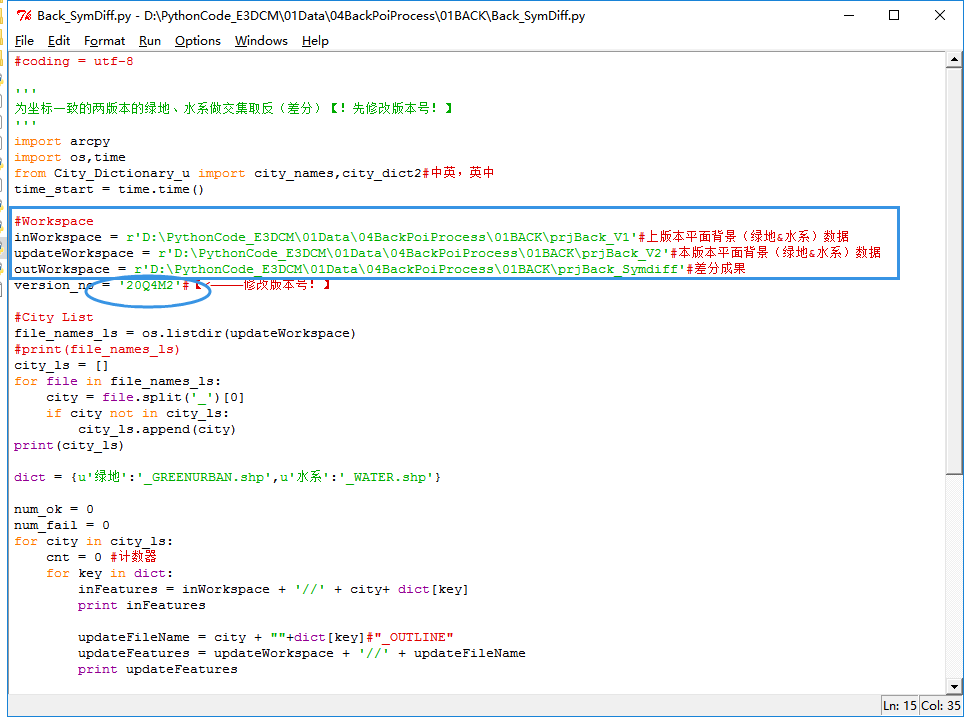 Back_SymDiff.py - D:\PythonCode_E3DCM\01Data\04BackPoiProcess\01BACK\Back_SymDiff.py
File Edit Format Run Options Windows Help
#coding = utf-8
'''
为坐标一致的两版本的绿地、水系做交集取反（差分）【！先修改版本号！】
'''
import arcpy
import os,time
from City_Dictionary_u import city_names,city_dict2#中英，英中
time_start = time.time()
#Workspace
inWorkspace = r'D:\PythonCode_E3DCM\01Data\04BackPoiProcess\01BACK\prjBack_V1'#上版本平面背景（绿地&水系）数据
updateWorkspace = r'D:\PythonCode_E3DCM\01Data\04BackPoiProcess\01BACK\prjBack_V2'#本版本平面背景（绿地&水系）数据
outWorkspace = r'D:\PythonCode_E3DCM\01Data\04BackPoiProcess\01BACK\prjBack_Symdiff'#差分成果
version_no = '20Q4M2'#【<————修改版本号！】
#City List
file_names_ls = os.listdir(updateWorkspace)
#print(file_names_ls)
city_ls = []
for file in file_names_ls:
    city = file.split('_')[0]
    if city not in city_ls:
        city_ls.append(city)
print(city_ls)
dict = {u'绿地':'_GREENURBAN.shp',u'水系':'_WATER.shp'}
num_ok = 0
num_fail = 0
for city in city_ls:
    cnt = 0 #计数器
    for key in dict:
        inFeatures = inWorkspace + '//' + city+ dict[key]
        print inFeatures
        updateFileName = city + ""+dict[key]#"_OUTLINE"
        updateFeatures = updateWorkspace + '//' + updateFileName
        print updateFeatures
Ln: 15 Col: 35